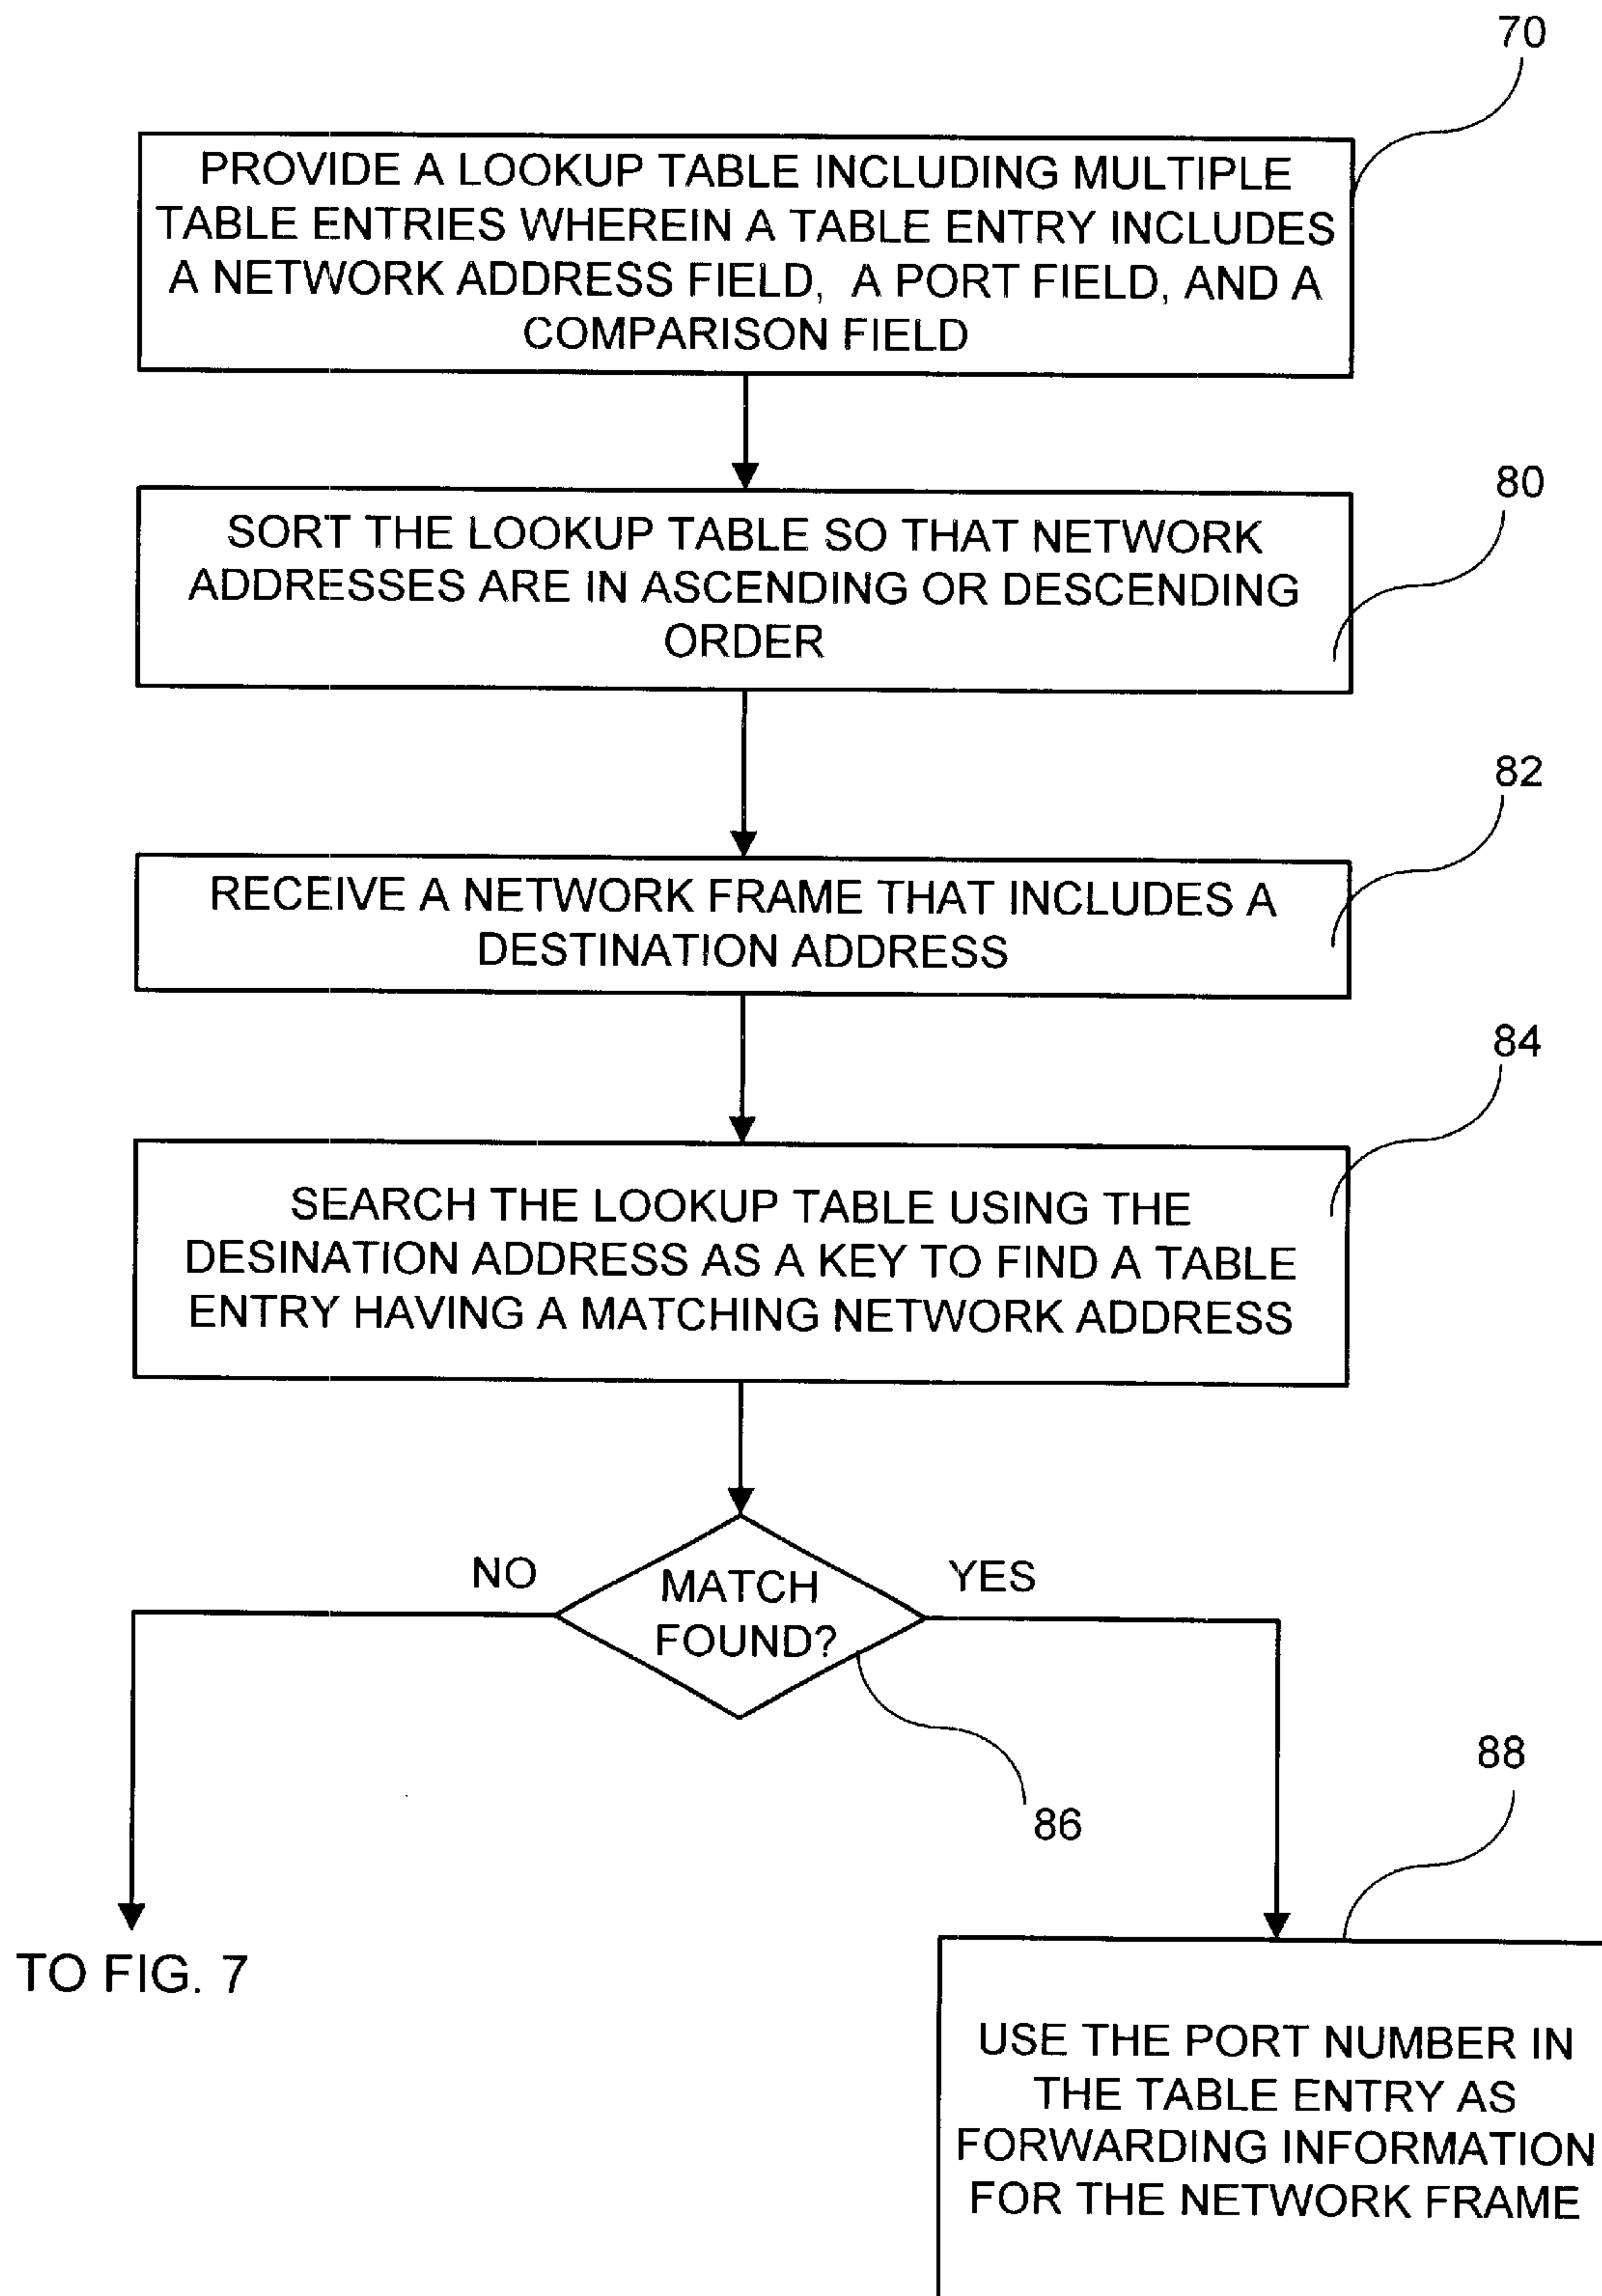 70
PROVIDE A LOOKUP TABLE INCLUDING MULTIPLE
TABLE ENTRIES WHEREIN A TABLE ENTRY INCLUDES
A NETWORK ADDRESS FIELD, A PORT FIELD, AND A
COMPARISON FIELD
80
SORT THE LOOKUP TABLE SO THAT NETWORK
ADDRESSES ARE IN ASCENDING OR DESCENDING
ORDER
82
RECEIVE A NETWORK FRAME THAT INCLUDES A
DESTINATION ADDRESS
84
SEARCH THE LOOKUP TABLE USING THE
DESINATION ADDRESS AS A KEY TO FIND A TABLE
ENTRY HAVING A MATCHING NETWORK ADDRESS
NO
MATCH
FOUND?
YES
86
88
TO FIG. 7
USE THE PORT NUMBER IN
THE TABLE ENTRY AS
FORWARDING INFORMATION
FOR THE NETWORK FRAME